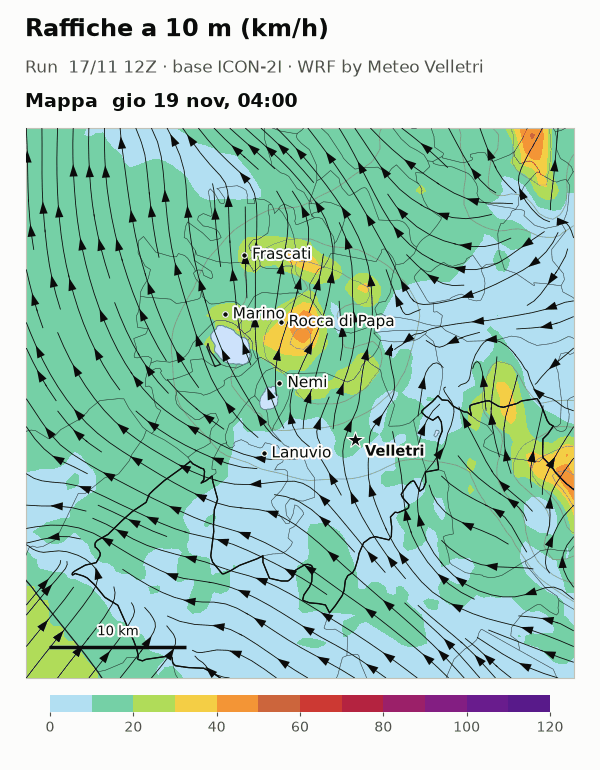 Raffiche a 10 m (km/h)
Run 17/11 12Z · base ICON-2I · WRF by Meteo Velletri
Mappa gio 19 nov, 04:00
Frascati
Marino
Rocca di Papa
Nemi
Velletri
Lanuvio
10 km
0 20 40 60 80 100 120